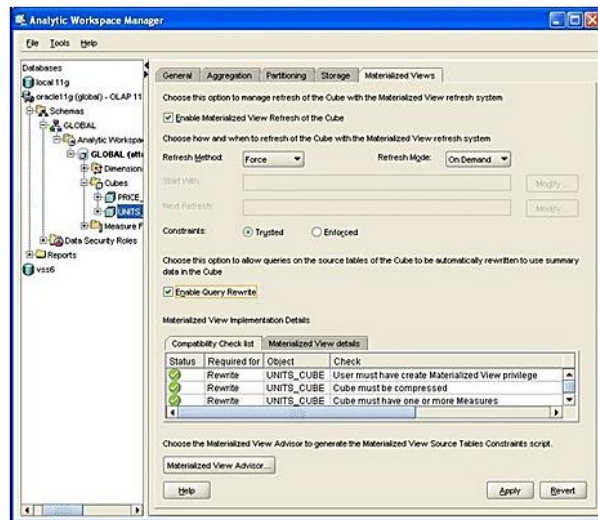 Analytic Workspace Manager
File Tools Help
Databases
local 11g
oracle11g (global) - OLAP 11
Schemas
GLOBAL
Analytic Workspa
GLOBAL (atta
Dimension
Cubes
PRICE_
UNITS_
Measure F
Data Security Roles
Reports
vss6
General Aggregation Partitioning Storage Materialized Views
Choose this option to manage refresh of the Cube with the Materialized View refresh system
Enable Materialized View Refresh of the Cube
Choose how and when to refresh of the Cube with the Materialized View refresh system
Refresh Method: Force Refresh Mode: On Demand
Start With: Modify...
Next Refresh: Modify...
Constraints: Trusted Enforced
Choose this option to allow queries on the source tables of the Cube to be automatically rewritten to use summary
data in the Cube
Enable Query Rewrite
Materialized View Implementation Details
Compatibility Check list Materialized View details
Status Required for Object Check
Rewrite UNITS_CUBE User must have create Materialized View privilege
Rewrite UNITS_CUBE Cube must be compressed
Rewrite UNITS_CUBE Cube must have one or more Measures
Choose the Materialized View Advisor to generate the Materialized View Source Tables Constraints script.
Materialized View Advisor...
Help Apply Revert